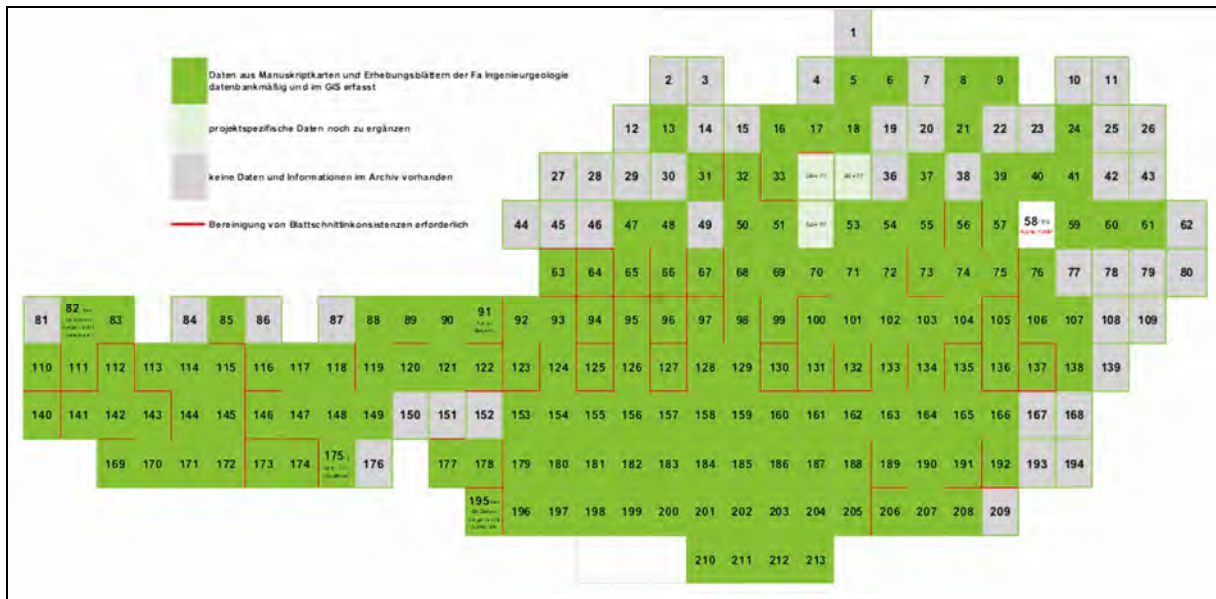 1
Daten aus Manuskriptkarten und Erhebungsblättern der Fa Ingenieurgeologie
datenbankmäßig und im GIS erfasst
2 3 4 5 6 7 8 9 10 11
projektspezifische Daten noch zu ergänzen
12 13 14 15 16 17 18 19 20 21 22 23 24 25 26
keine Daten und Informationen im Archiv vorhanden
27 28 29 30 31 32 33 36 37 38 39 40 41 42 43
Bereinigung von Blattschnittinkonsistenzen erforderlich
44 45 46 47 48 49 50 51 53 54 55 56 57 58 59 60 61 62
63 64 65 66 67 68 69 70 71 72 73 74 75 76 77 78 79 80
81 82 83 84 85 86 87 88 89 90 91 92 93 94 95 96 97 98 99 100 101 102 103 104 105 106 107 108 109
110 111 112 113 114 115 116 117 118 119 120 121 122 123 124 125 126 127 128 129 130 131 132 133 134 135 136 137 138 139
140 141 142 143 144 145 146 147 148 149 150 151 152 153 154 155 156 157 158 159 160 161 162 163 164 165 166 167 168
169 170 171 172 173 174 175 176 177 178 179 180 181 182 183 184 185 186 187 188 189 190 191 192 193 194
195 196 197 198 199 200 201 202 203 204 205 206 207 208 209
210 211 212 213